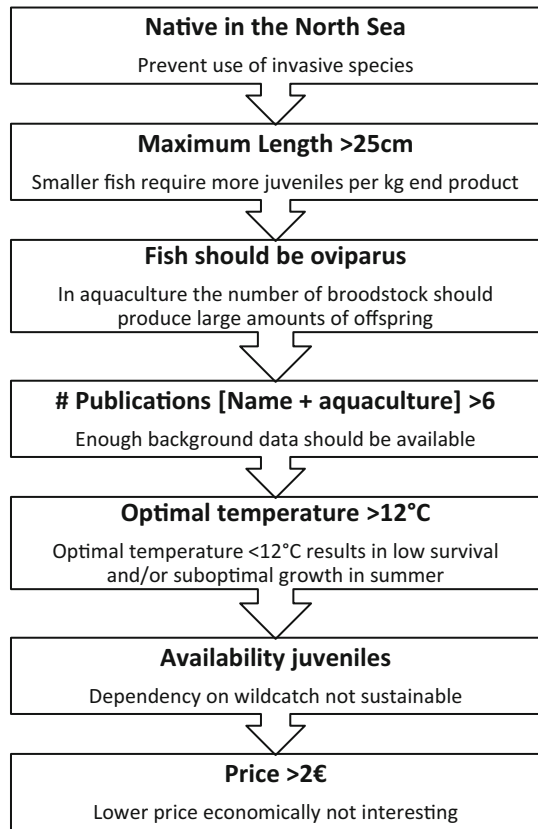 Native in the North Sea
Prevent use of invasive species
Maximum Length >25cm
Smaller fish require more juveniles per kg end product
Fish should be oviparus
In aquaculture the number of broodstock should
produce large amounts of offspring
# Publications [Name + aquaculture] >6
Enough background data should be available
Optimal temperature >12°C
Optimal temperature <12°C results in low survival
and/or suboptimal growth in summer
Availability juveniles
Dependency on wildcatch not sustainable
Price >2€
Lower price economically not interesting